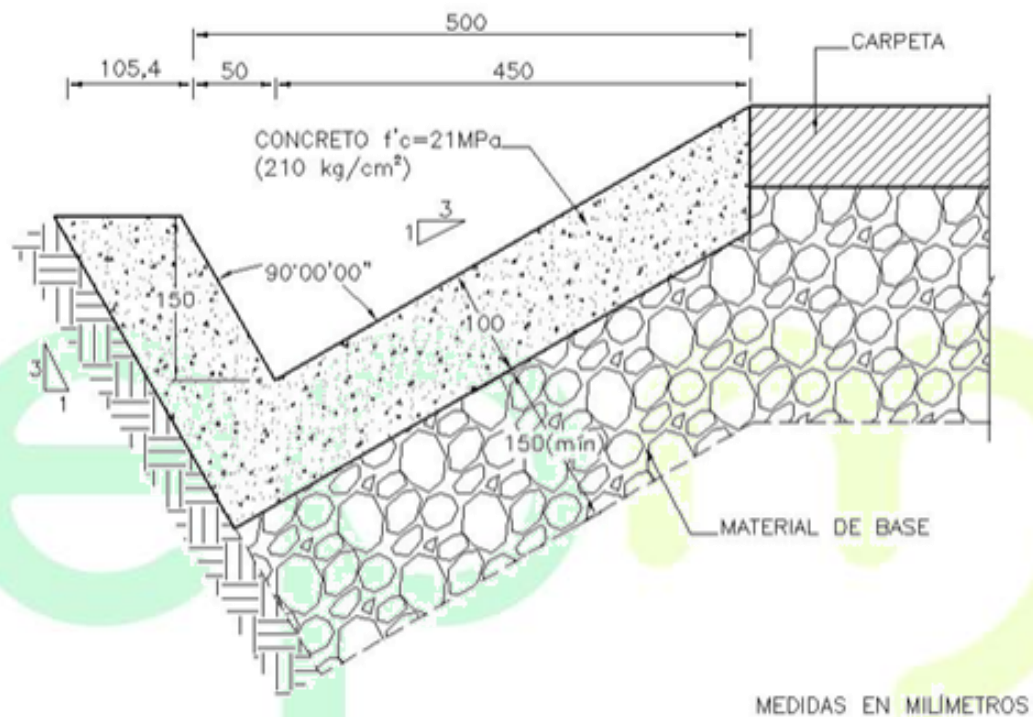 500
105,4
50
450
CARPETA
CONCRETO f'c=21MPa
(210 kg/cm²)
3
1
90°00'00"
150
100
3
1
150(mín)
MATERIAL DE BASE
MEDIDAS EN MILÍMETROS